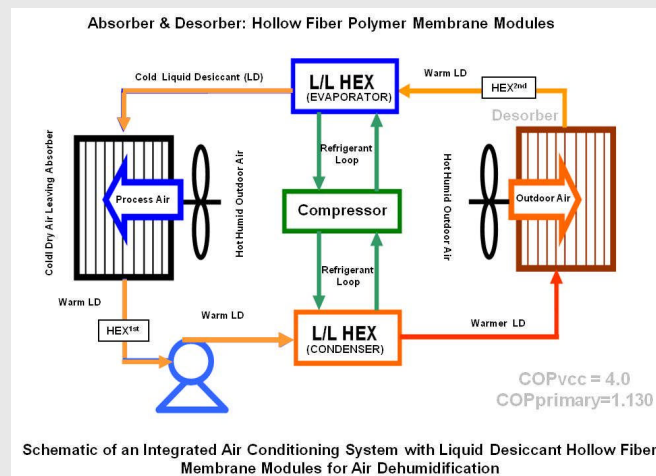 Absorber & Desorber: Hollow Fiber Polymer Membrane Modules
Cold Liquid Desiccant (LD)
L/L HEX
(EVAPORATOR)
Warm LD
HEX2nd
Desorber
Refrigerant
Loop
Coldl Dry Air Leaving Absorber
Process Air
Hot Humid Outdoor Air
Compressor
Hot Humid Outdoor Air
Outdoor Air
Refrigerant
Loop
Warm LD
HEX1st
Warm LD
L/L HEX
(CONDENSER)
Warmer LD
COPvcc = 4.0
COPprimary=1.130
Schematic of an Integrated Air Conditioning System with Liquid Desiccant Hollow Fiber
Membrane Modules for Air Dehumidification